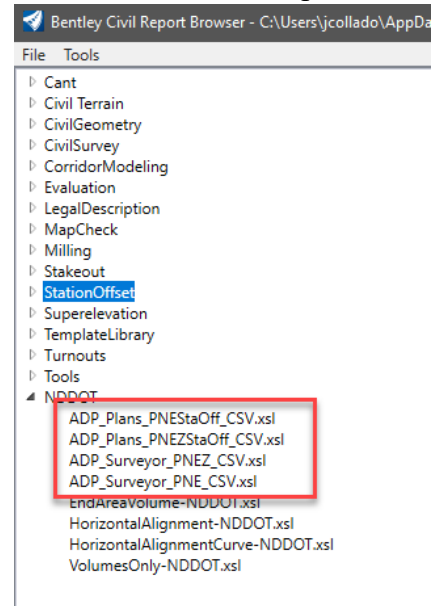 Bentley Civil Report Browser - C:\Users\jcollado\AppDa
File Tools
Cant
Civil Terrain
CivilGeometry
CivilSurvey
CorridorModeling
Evaluation
LegalDescription
MapCheck
Milling
Stakeout
StationOffset
Superelevation
TemplateLibrary
Turnouts
Tools
NDDOT
ADP_Plans_PNEStaOff_CSV.xsl
ADP_Plans_PNEZStaOff_CSV.xsl
ADP_Surveyor_PNEZ_CSV.xsl
ADP_Surveyor_PNE_CSV.xsl
EndAreaVolume-NDDOT.xsl
HorizontalAlignment-NDDOT.xsl
HorizontalAlignmentCurve-NDDOT.xsl
VolumesOnly-NDDOT.xsl